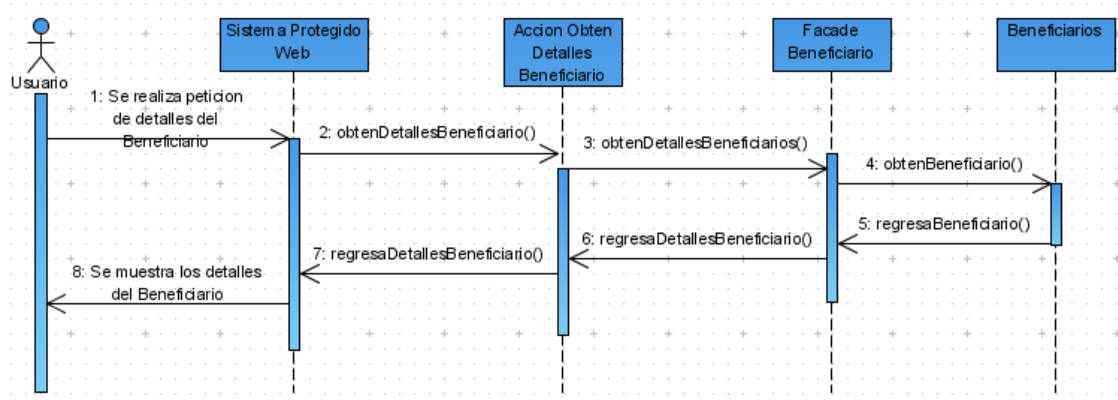 Usuario
Sistema Protegido
Web
Accion Obten
Detalles
Beneficiario
Facade
Beneficiario
Beneficiarios
1: Se realiza peticion
de detalles del
Beneficiario
2: obtenDetallesBeneficiario()
3: obtenDetallesBeneficiarios()
4: obtenBeneficiario()
5: regresaBeneficiario()
6: regresaDetallesBeneficiario()
7: regresaDetallesBeneficiario()
8: Se muestra los detalles
del Beneficiario